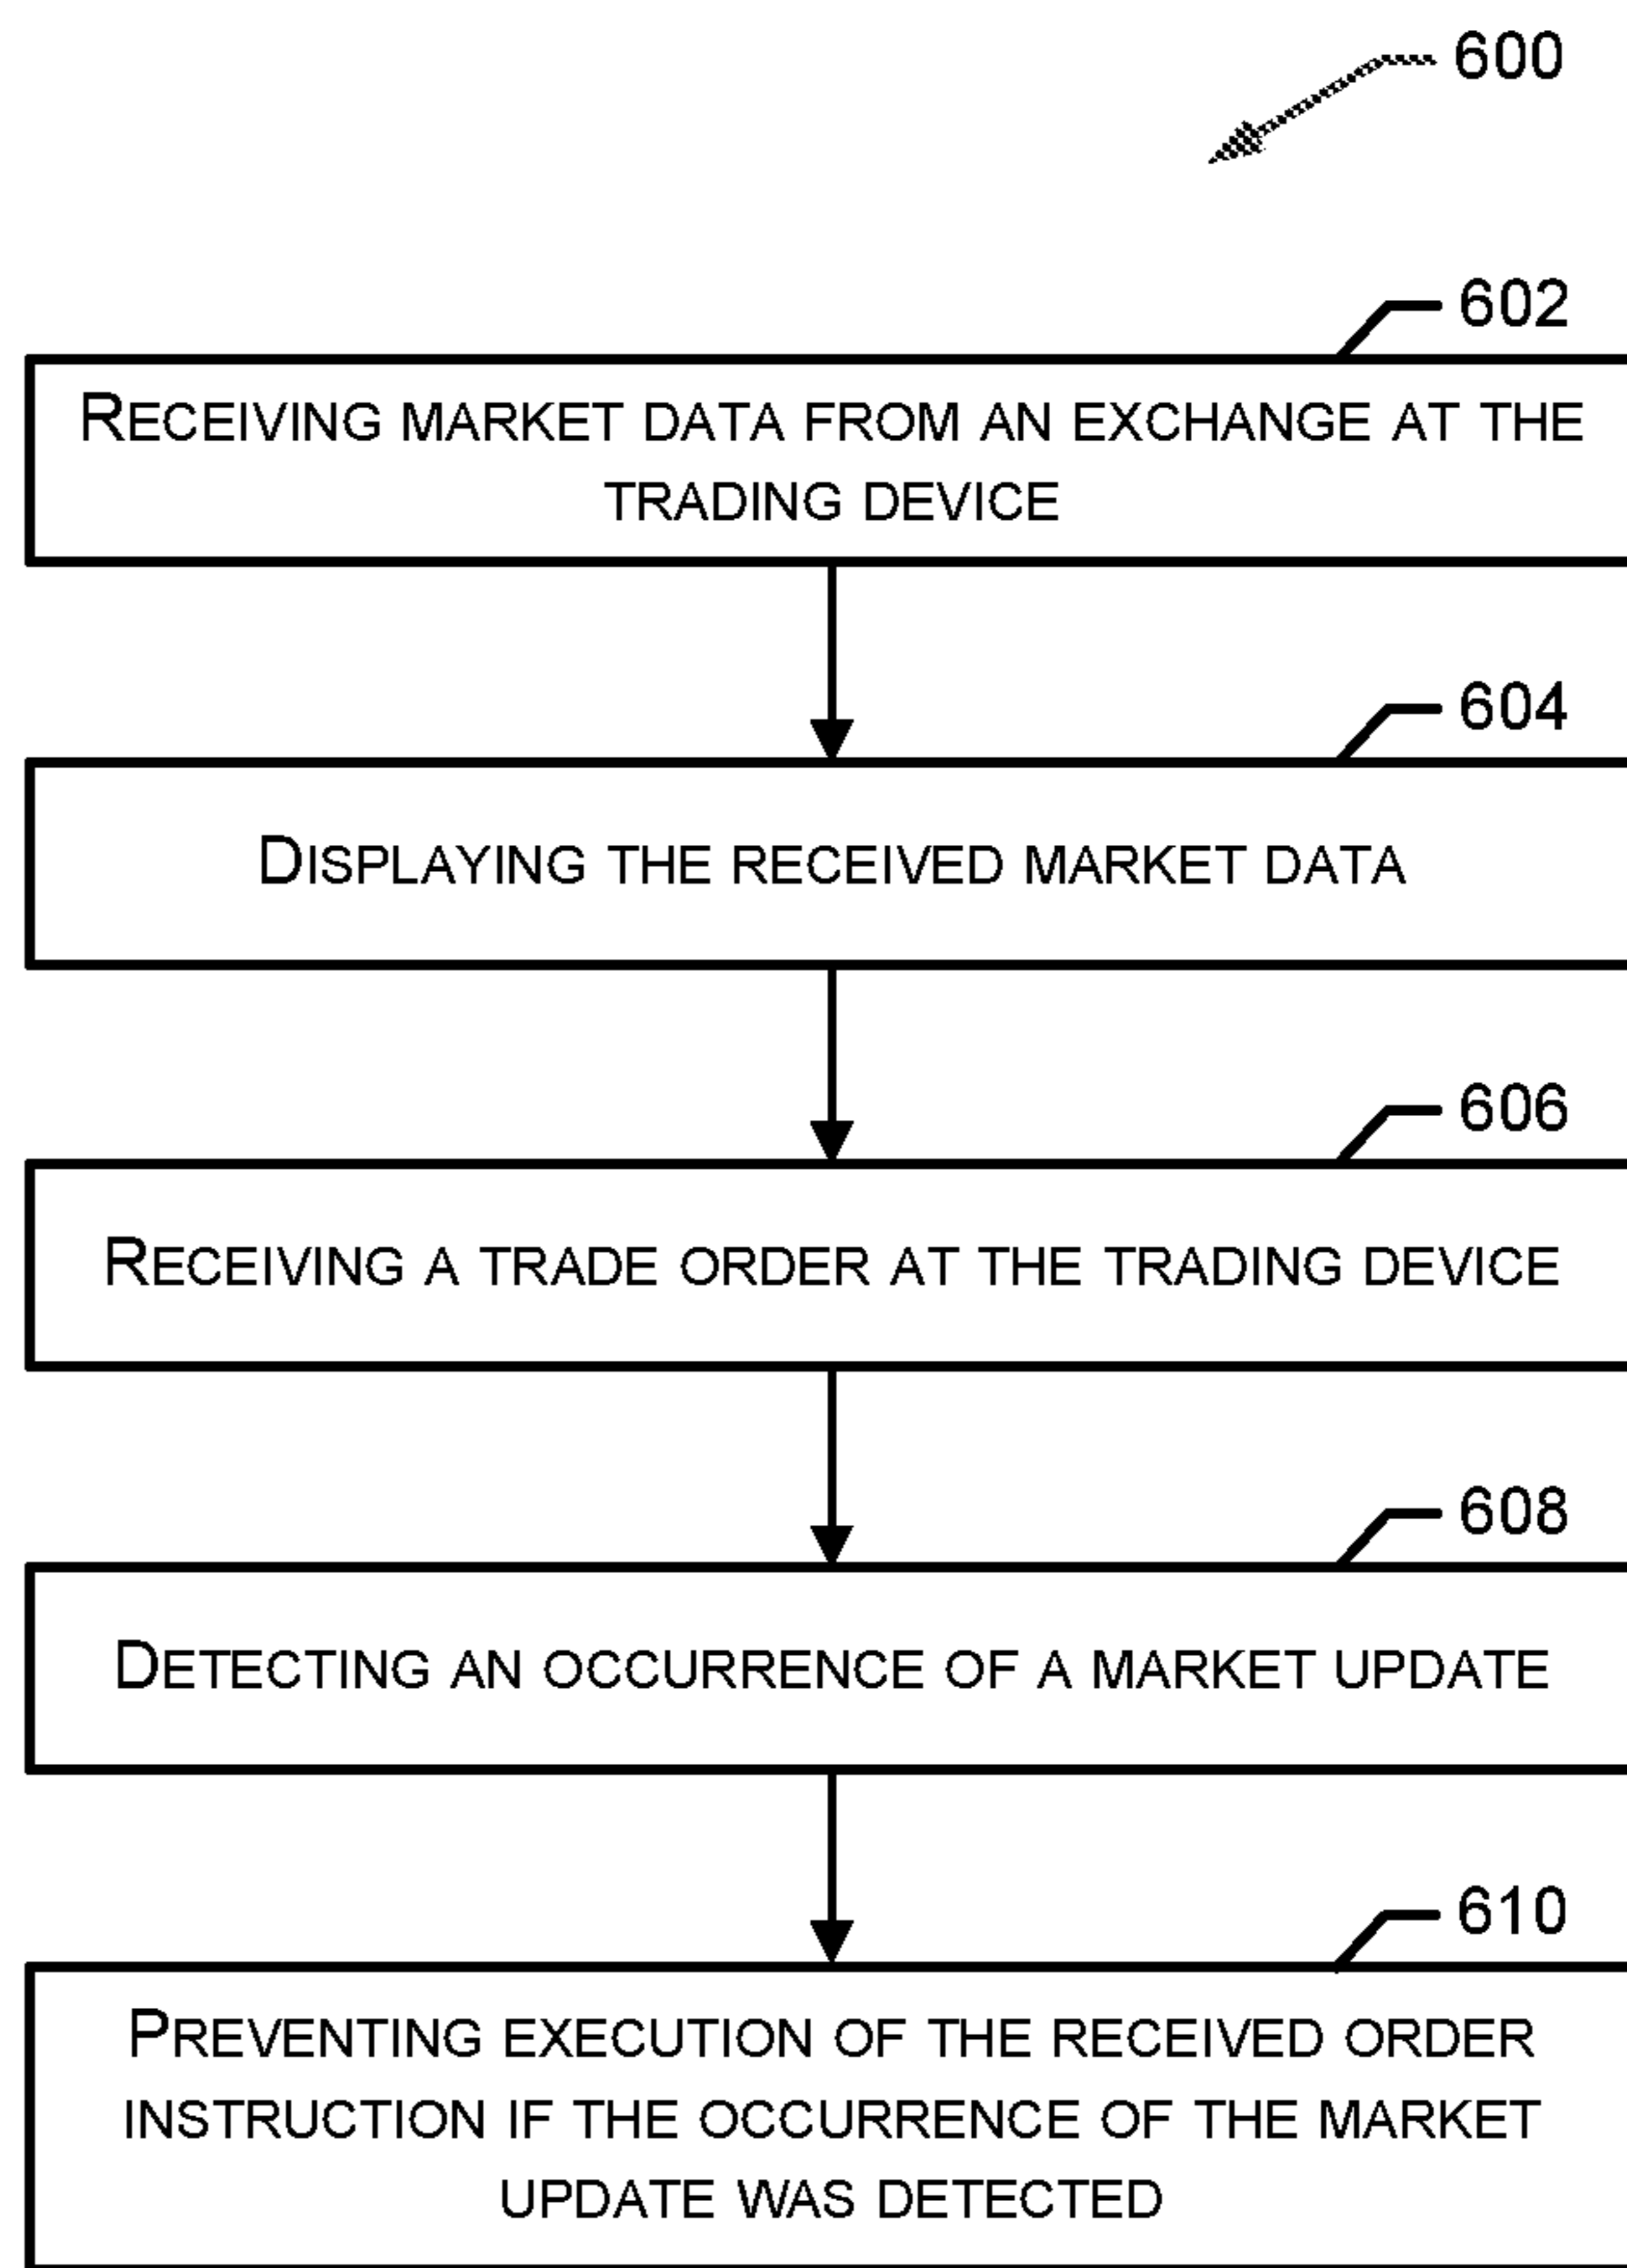 600
602
RECEIVING MARKET DATA FROM AN EXCHANGE AT THE
TRADING DEVICE
604
DISPLAYING THE RECEIVED MARKET DATA
606
RECEIVING A TRADE ORDER AT THE TRADING DEVICE
608
DETECTING AN OCCURRENCE OF A MARKET UPDATE
610
PREVENTING EXECUTION OF THE RECEIVED ORDER
INSTRUCTION IF THE OCCURRENCE OF THE MARKET
UPDATE WAS DETECTED